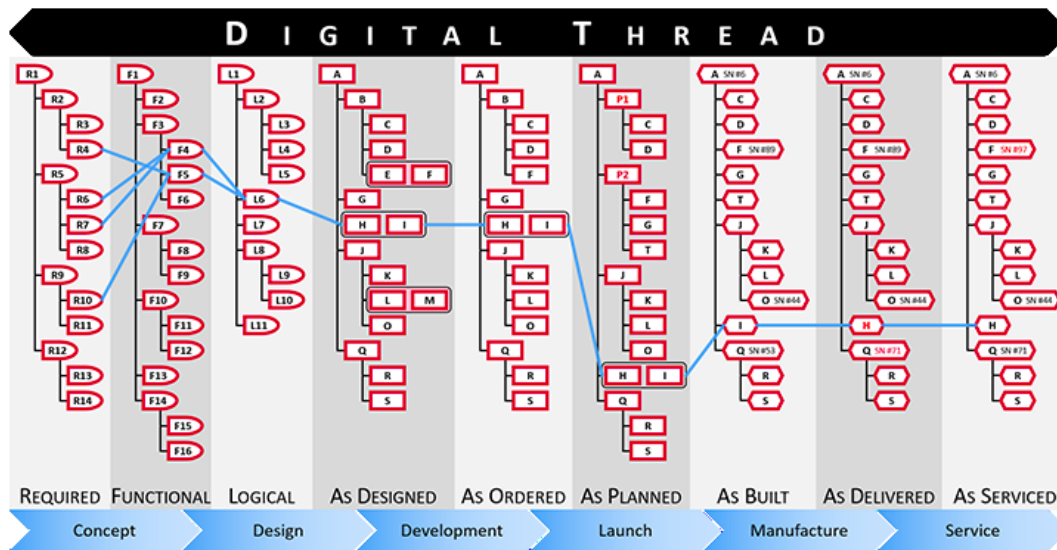 DIGITAL THREAD
R1
R2
R3
R4
R5
R6
R7
R8
R9
R10
R11
R12
R13
R14
F1
F2
F3
F4
F5
F6
F7
F8
F9
F10
F11
F12
F13
F14
F15
F16
L1
L2
L3
L4
L5
L6
L7
L8
L9
L10
L11
A
B
C
D
E F
G
H I
J
K
L M
O
Q
R
S
A
B
C
D
F
G
H I
J
K
L
O
Q
R
S
A
P1
C
D
P2
F
G
T
J
K
L
O
H I
Q
R
S
A SN #6
C
D
F SN #89
G
T
J
K
L
O SN #44
I
Q SN #53
R
S
A SN #6
C
D
F SN #89
G
T
J
K
L
O SN #44
H
Q SN #71
R
S
A SN #6
C
D
F SN #97
G
T
J
K
L
O SN #44
H
Q SN #71
R
S
REQUIRED FUNCTIONAL LOGICAL AS DESIGNED AS ORDERED AS PLANNED AS BUILT AS DELIVERED AS SERVICED
Concept Design Development Launch Manufacture Service